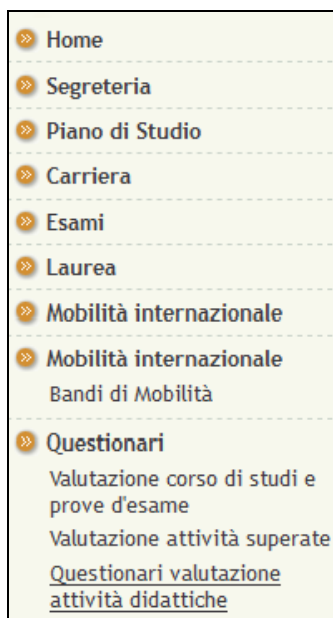 Home
Segreteria
Piano di Studio
Carriera
Esami
Laurea
Mobilità internazionale
Mobilità internazionale
Bandi di Mobilità
Questionari
Valutazione corso di studi e
prove d'esame
Valutazione attività superate
Questionari valutazione
attività didattiche